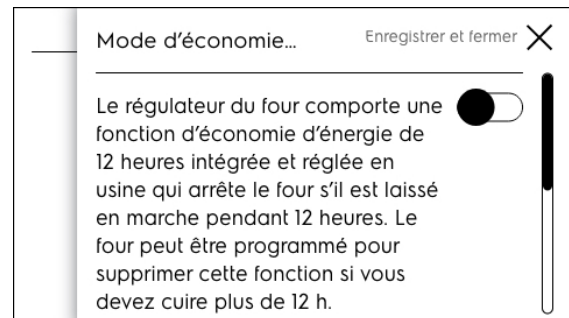 Mode d’économie...
Enregistrer et fermer
Le régulateur du four comporte une
fonction d’économie d’énergie de
12 heures intégrée et réglée en
usine qui arrête le four s’il est laissé
en marche pendant 12 heures. Le
four peut être programmé pour
supprimer cette fonction si vous
devez cuire plus de 12 h.